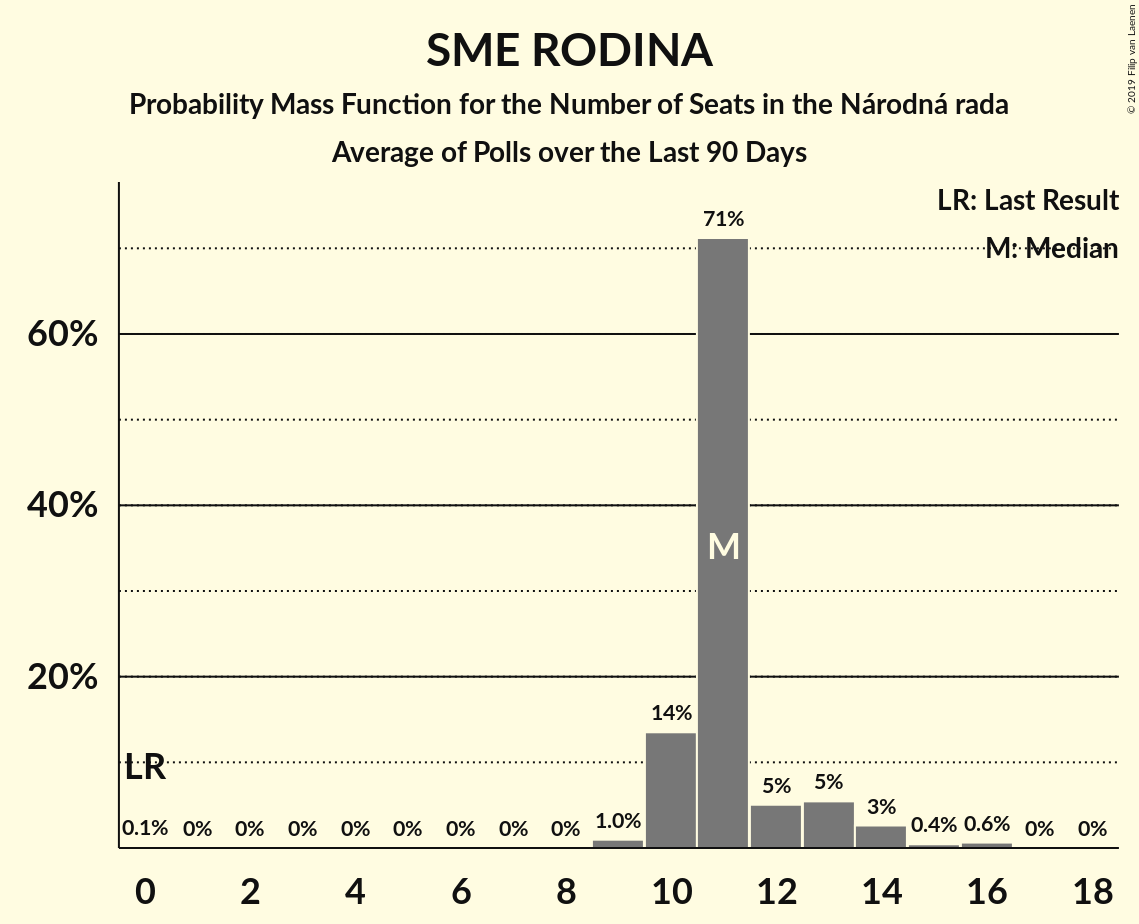 SME RODINA
Probability Mass Function for the Number of Seats in the Národná rada
Average of Polls over the Last 90 Days
© 2019 Filip van Laenen
LR: Last Result
M: Median
71%
60%
40%
M
20%
14%
LR
0.1% 0% 0% 0% 0% 0% 0% 0% 0% 1.0% 5% 5% 3% 0.4% 0.6% 0% 0%
0 2 4 6 8 10 12 14 16 18